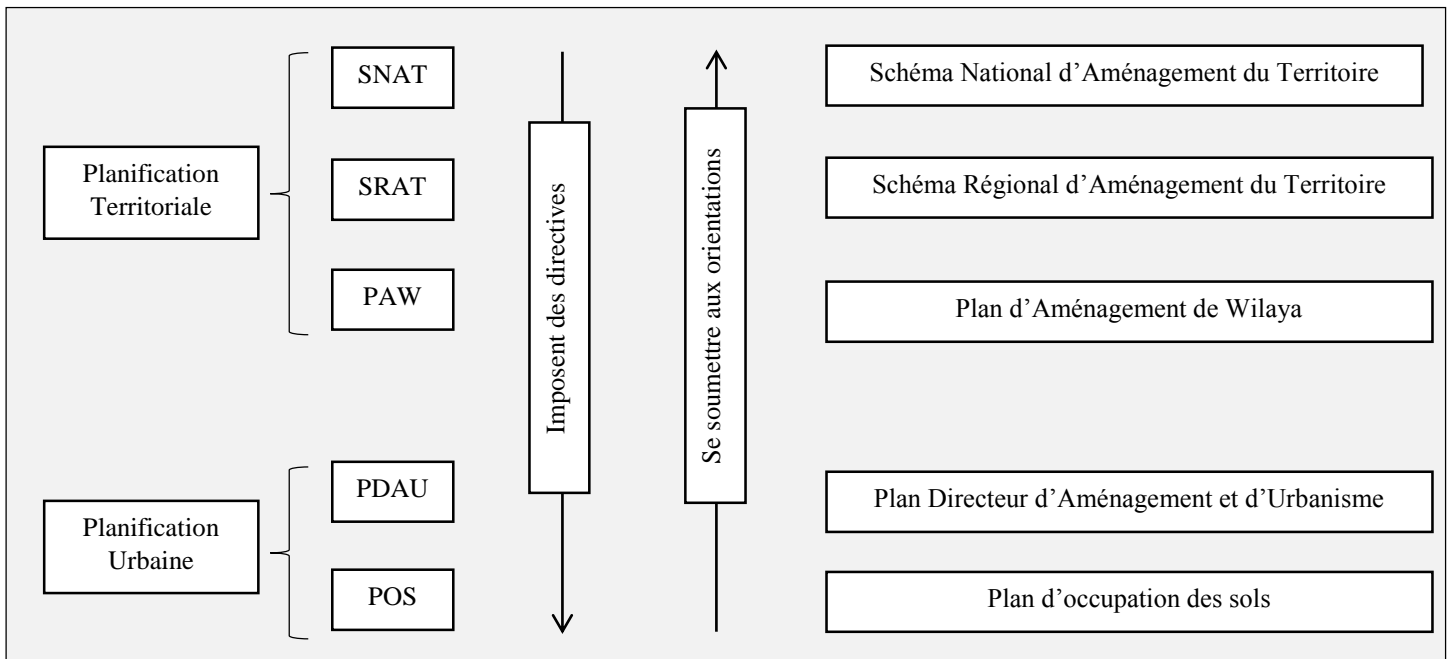 SNAT
Schéma National d’Aménagement du Territoire
Planification
Territoriale
SRAT
Schéma Régional d’Aménagement du Territoire
PAW
Plan d’Aménagement de Wilaya
Imposent des directives
Se soumettre aux orientations
Planification
Urbaine
PDAU
Plan Directeur d’Aménagement et d’Urbanisme
POS
Plan d’occupation des sols